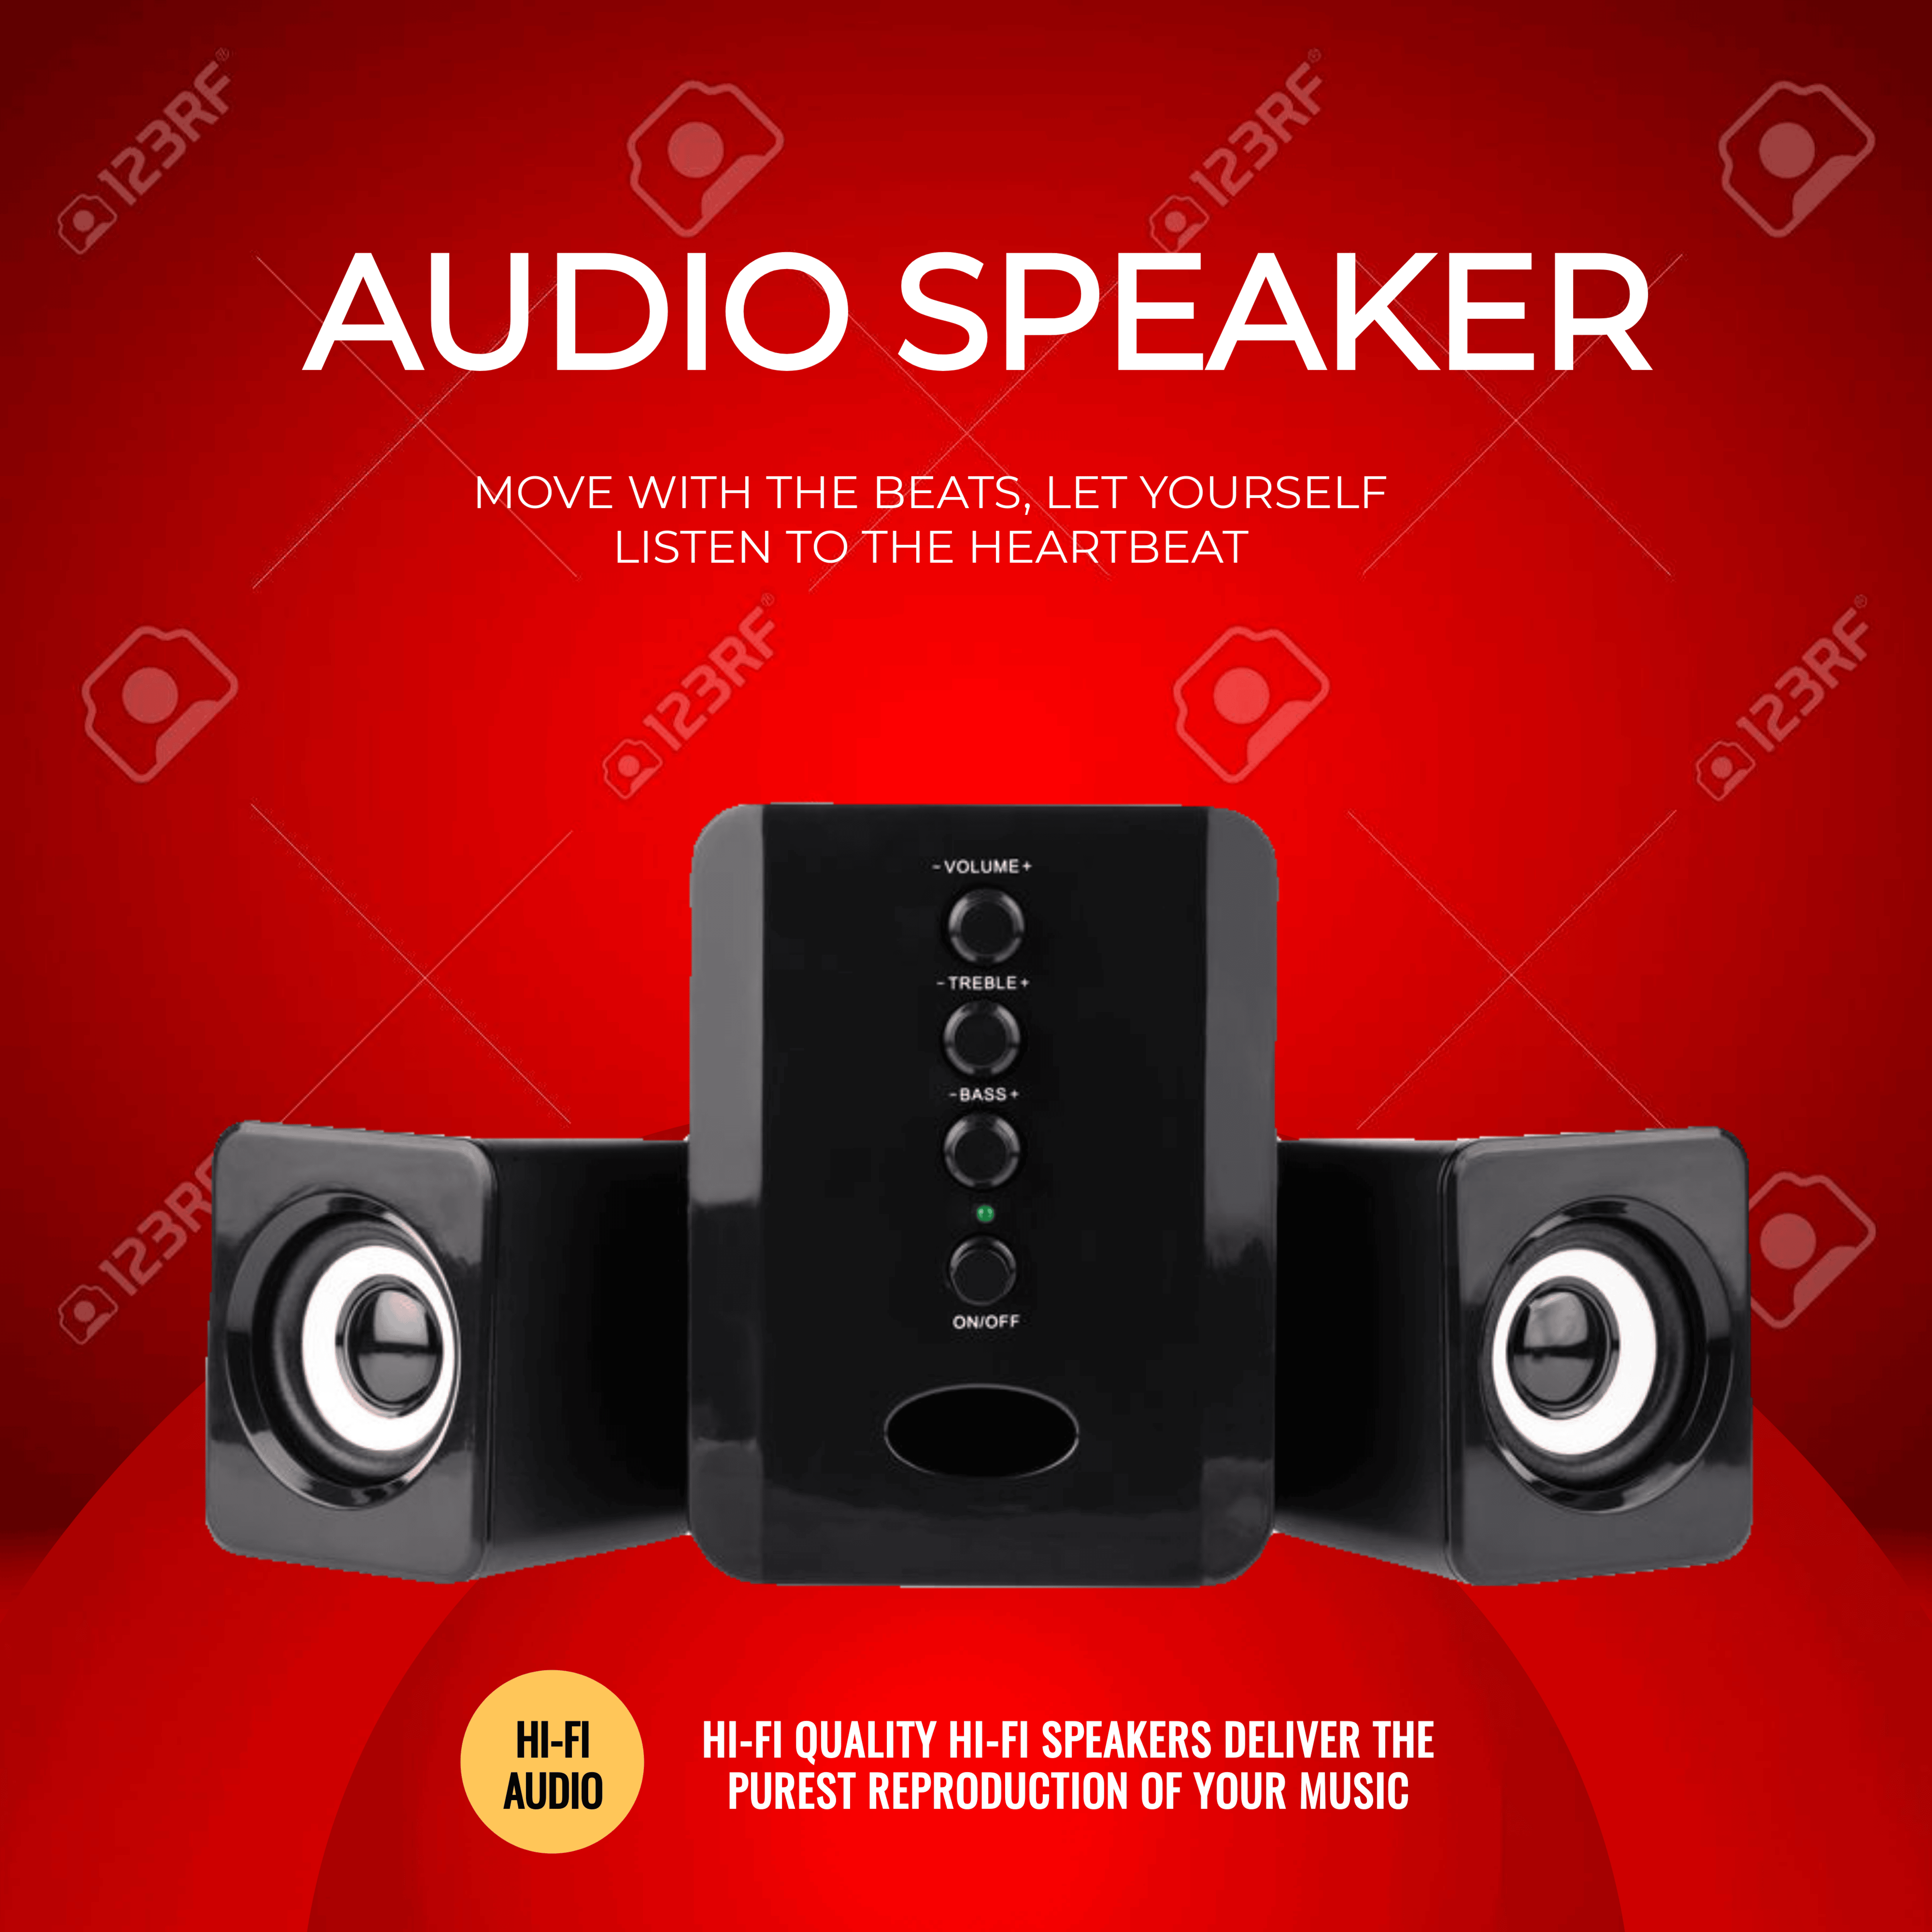 123RF®
123RF®
AUDIO SPEAKER
MOVE WITH THE BEATS, LET YOURSELF
LISTEN TO THE HEARTBEAT
123RF®
123RF®
-VOLUME+
-TREBLE+
-BASS+
123RF
ON/OFF
HI-FI
AUDIO
HI-FI QUALITY HI-FI SPEAKERS DELIVER THE
PUREST REPRODUCTION OF YOUR MUSIC